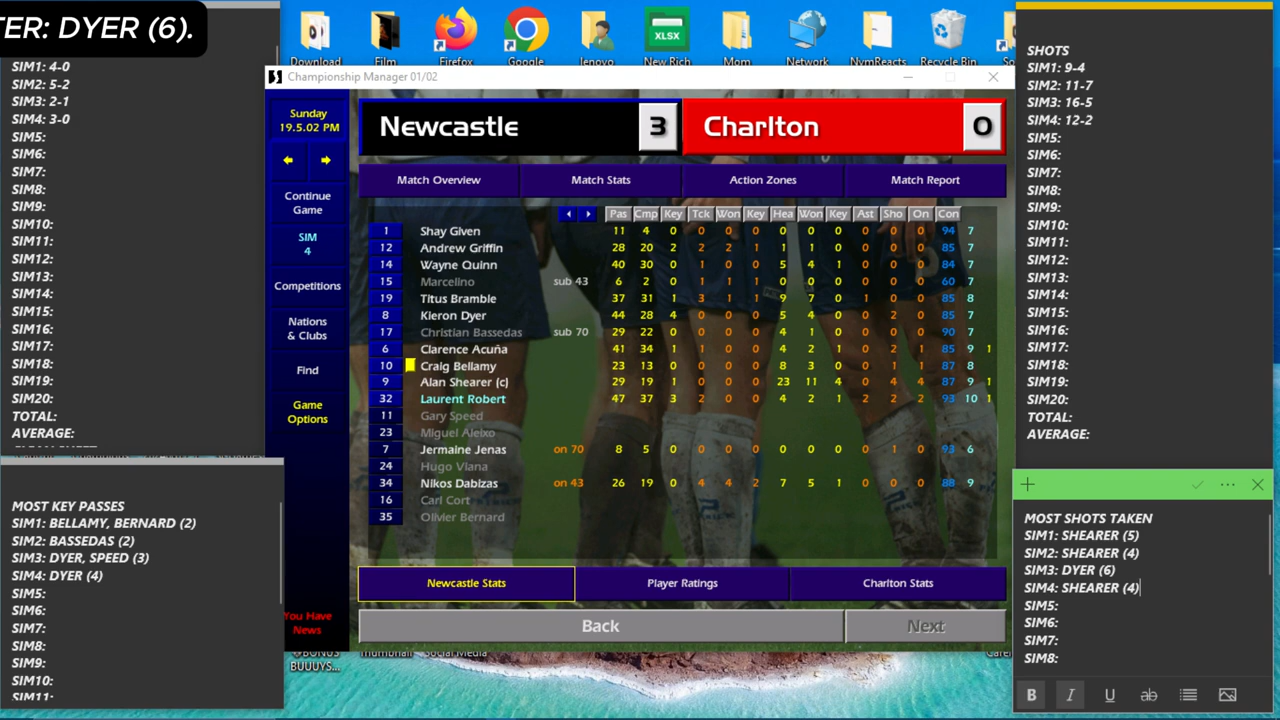 TER: DYER (6).
SIM1: 4-0
SIM2: 5-2
SIM3: 2-1
SIM4: 3-0
SIM5:
SIM6:
SIM7:
SIM8:
SIM9:
SIM10:
SIM11:
SIM12:
SIM13:
SIM14:
SIM15:
SIM16:
SIM17:
SIM18:
SIM19:
SIM20:
TOTAL:
AVERAGE:
MOST KEY PASSES
SIM1: BELLAMY, BERNARD (2)
SIM2: BASSEDAS (2)
SIM3: DYER, SPEED (3)
SIM4: DYER (4)
SIM5:
SIM6:
SIM7:
SIM8:
SIM9:
SIM10:
SIM11:
Download Film Firefox Google lenovo New Rich Mom Network NymReacts Recycle Bin
XLSX
Championship Manager 01/02
Sunday
19.5.02 PM
Continue
Game
SIM
4
Competitions
Nations
& Clubs
Find
Game
Options
You Have
News
Newcastle 3 Charlton 0
Match Overview Match Stats Action Zones Match Report
Pas Cmp Key Tck Won Key Hea Won Key Ast Sho On Con
1 Shay Given 11 4 0 0 0 0 0 0 0 0 0 0 94 7
12 Andrew Griffin 28 20 2 2 2 1 1 1 0 0 0 0 85 7
14 Wayne Quinn 40 30 0 1 0 0 5 4 1 0 0 0 84 7
15 Marcelino sub 43 6 2 0 1 1 1 0 0 0 0 0 0 60 7
19 Titus Bramble 37 31 1 3 1 1 9 7 0 1 0 0 85 8
8 Kieron Dyer 44 28 4 0 0 0 5 4 0 0 2 0 85 7
17 Christian Bassedas sub 70 29 22 0 0 0 0 4 1 0 0 0 0 90 7
6 Clarence Acuña 41 34 1 1 0 0 4 2 1 0 2 1 85 9 1
10 Craig Bellamy 23 13 0 0 0 0 8 3 0 0 1 0 87 8
9 Alan Shearer (c) 29 19 1 0 0 0 23 11 4 0 4 4 87 9 1
32 Laurent Robert 47 37 3 2 0 0 4 2 1 2 2 2 93 10 1
11 Gary Speed
23 Miguel Aleixo
7 Jermaine Jenas on 70 8 5 0 0 0 0 0 0 0 0 1 0 93 6
24 Hugo Viana
34 Nikos Dabizas on 43 26 19 0 4 4 2 7 5 1 0 0 0 88 9
16 Carl Cort
35 Olivier Bernard
Newcastle Stats Player Ratings Charlton Stats
Back Next
BONUS
BUUUYS...
Thumbnail
Social Media
SHOTS
SIM1: 9-4
SIM2: 11-7
SIM3: 16-5
SIM4: 12-2
SIM5:
SIM6:
SIM7:
SIM8:
SIM9:
SIM10:
SIM11:
SIM12:
SIM13:
SIM14:
SIM15:
SIM16:
SIM17:
SIM18:
SIM19:
SIM20:
TOTAL:
AVERAGE:
MOST SHOTS TAKEN
SIM1: SHEARER (5)
SIM2: SHEARER (4)
SIM3: DYER (6)
SIM4: SHEARER (4)
SIM5:
SIM6:
SIM7:
SIM8:
B I U ab